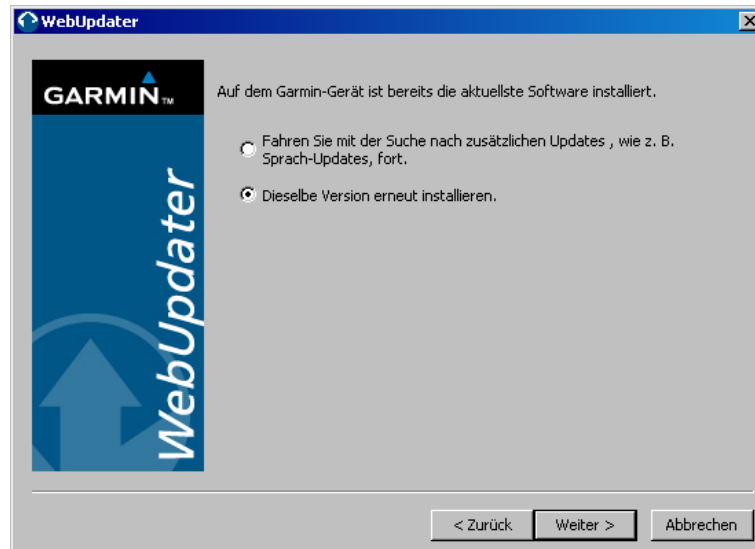 WebUpdater
GARMIN™
WebUpdater
Auf dem Garmin-Gerät ist bereits die aktuellste Software installiert.
Fahren Sie mit der Suche nach zusätzlichen Updates , wie z. B.
Sprach-Updates, fort.
Dieselbe Version erneut installieren.
< Zurück
Weiter >
Abbrechen